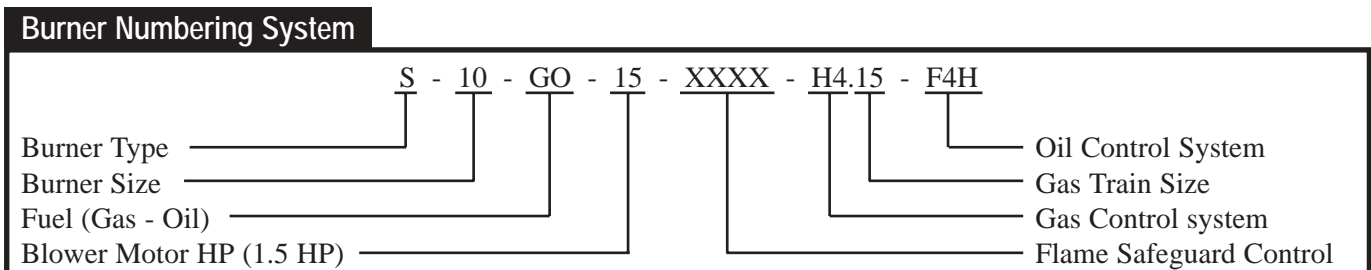 Burner Numbering System
S - 10 - GO - 15 - XXXX - H4.15 - F4H
Burner Type
Oil Control System
Burner Size
Gas Train Size
Fuel (Gas - Oil)
Gas Control system
Blower Motor HP (1.5 HP)
Flame Safeguard Control